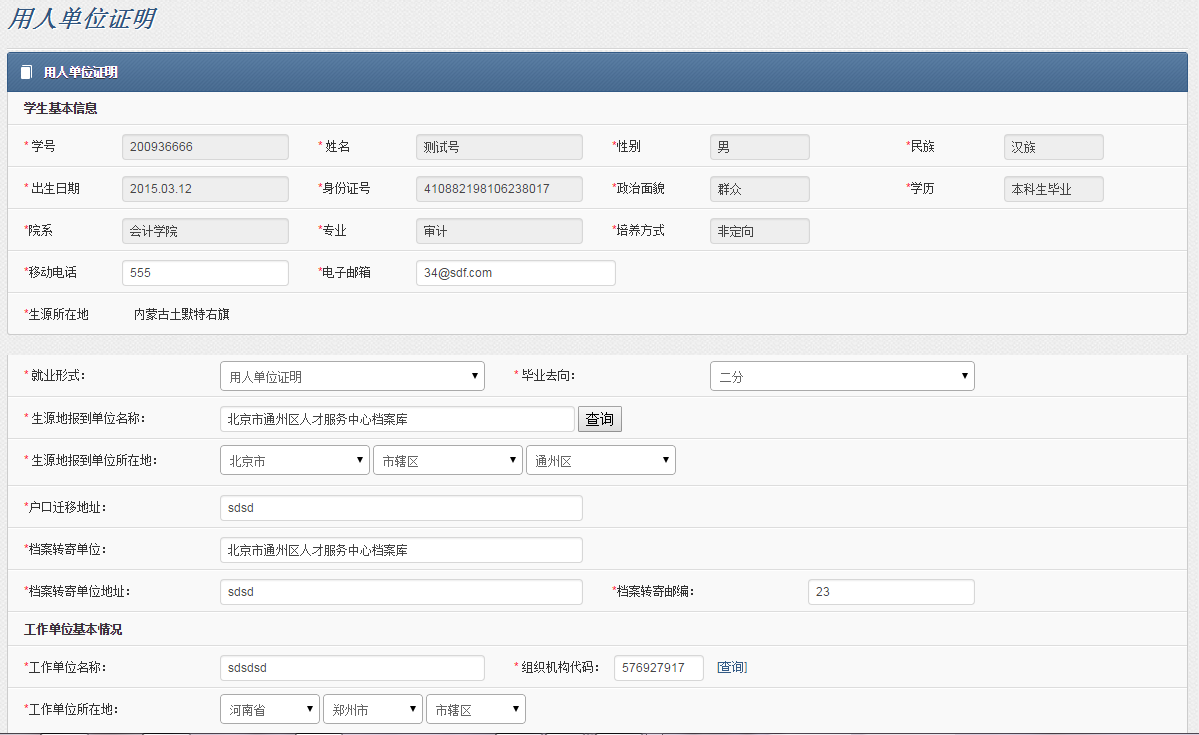 用人单位证明
用人单位证明
学生基本信息
*学号 200936666 *姓名 测试号 *性别 男 *民族 汉族
*出生日期 2015.03.12 *身份证号 410882198106238017 *政治面貌 群众 *学历 本科生毕业
*院系 会计学院 *专业 审计 *培养方式 非定向
*移动电话 555 *电子邮箱 34@sdf.com
*生源所在地 内蒙古土默特右旗
*就业形式: 用人单位证明 *毕业去向: 二分
*生源地报到单位名称: 北京市通州区人才服务中心档案库 查询
*生源地报到单位所在地: 北京市 市辖区 通州区
*户口迁移地址: sdsd
*档案转寄单位: 北京市通州区人才服务中心档案库
*档案转寄单位地址: sdsd *档案转寄邮编: 23
工作单位基本情况
*工作单位名称: sdsdsd *组织机构代码: 576927917 [查询]
*工作单位所在地: 河南省 郑州市 市辖区